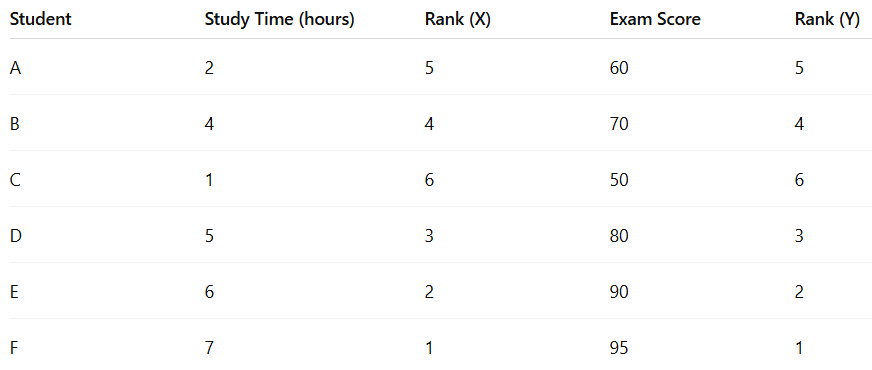 Student Study Time (hours) Rank (X) Exam Score Rank (Y)
A 2 5 60 5
B 4 4 70 4
C 1 6 50 6
D 5 3 80 3
E 6 2 90 2
F 7 1 95 1